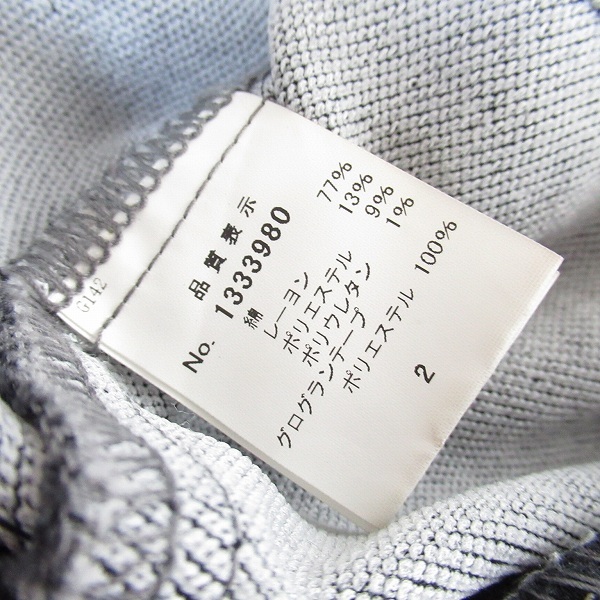 品質表示
No. 1333980
綿 77%
レーヨン 13%
ポリエステル 9%
ポリウレタン 1%
グログランテープ
ポリエステル 100%
2
G142